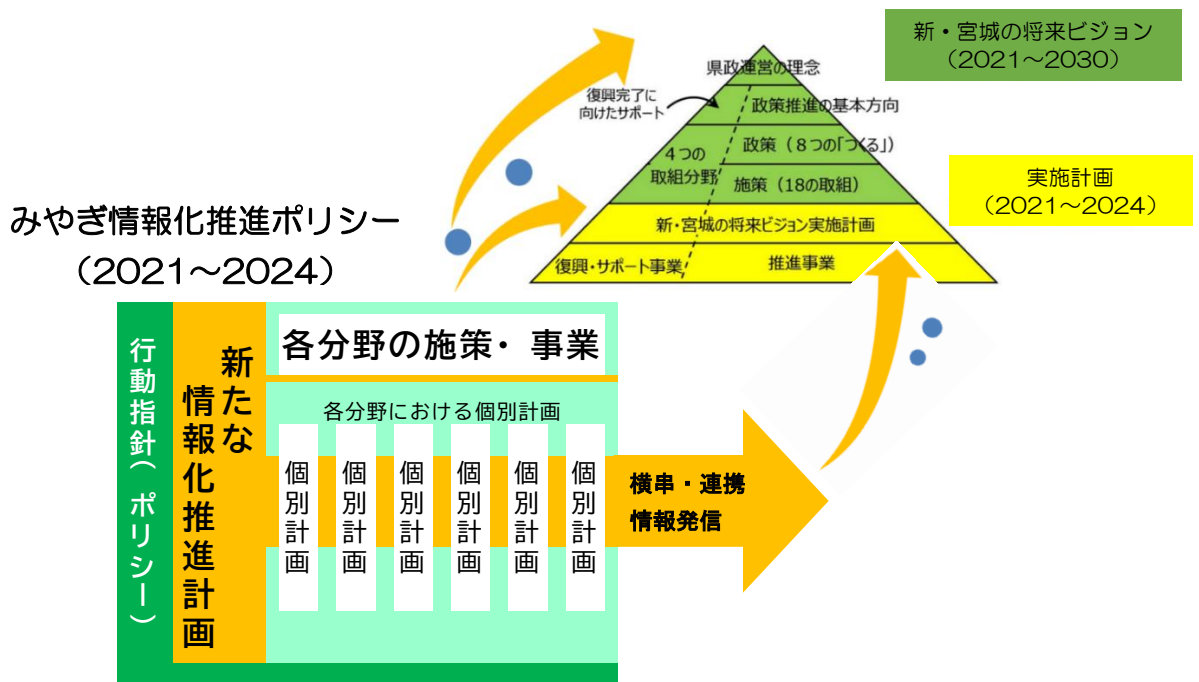 新・宮城の将来ビジョン
（2021～2030）
県政運営の理念
復興完了に
向けたサポート
政策推進の基本方向
政策（８つの「つくる」）
４つの
取組分野
施策（18の取組）
新・宮城の将来ビジョン実施計画
復興・サポート事業
推進事業
実施計画
（2021～2024）
みやぎ情報化推進ポリシー
（2021～2024）
行動指針（ポリシー）
新たな
情報化推進計画
各分野の施策・ 事業
各分野における個別計画
個別計画
個別計画
個別計画
個別計画
個別計画
個別計画
横串・連携
情報発信